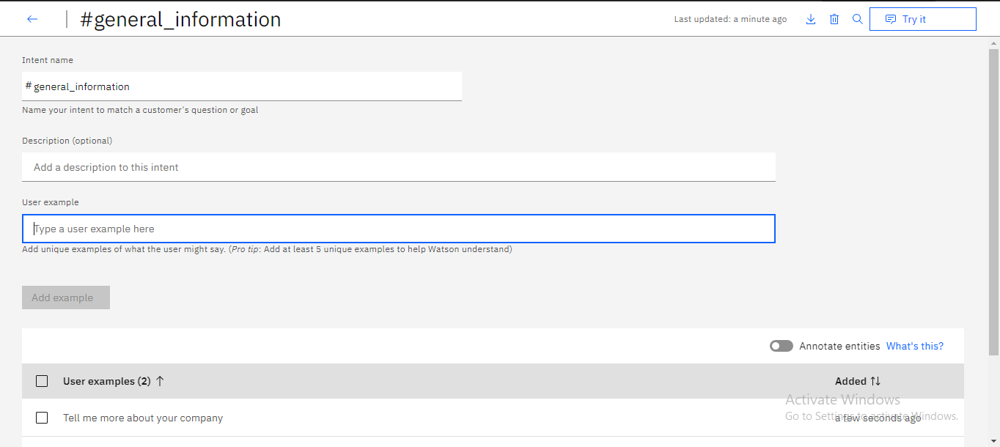 #general_information
Last updated: a minute ago
Try it
Intent name
# general_information
Name your intent to match a customer's question or goal
Description (optional)
Add a description to this intent
User example
Type a user example here
Add unique examples of what the user might say. (Pro tip: Add at least 5 unique examples to help Watson understand)
Add example
Annotate entities What's this?
User examples (2) Added
Activate Windows
Tell me more about your company a few seconds ago
Go to Settings to activate Windows.